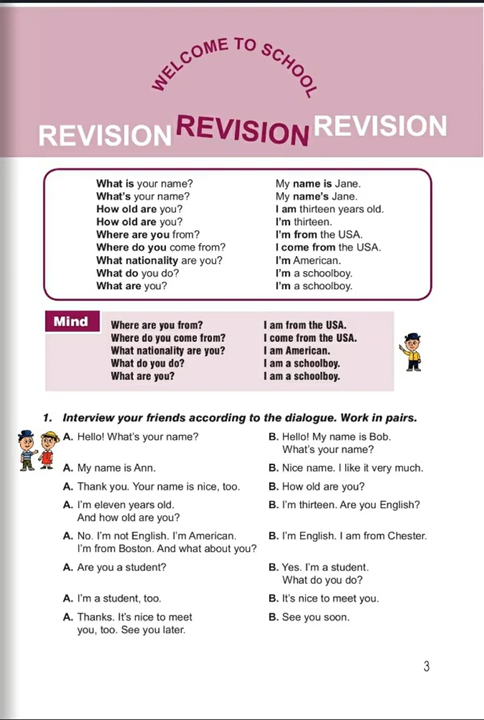 WELCOME TO SCHOOL
REVISION REVISION REVISION
What is your name? My name is Jane.
What's your name? My name's Jane.
How old are you? I am thirteen years old.
How old are you? I'm thirteen.
Where are you from? I'm from the USA.
Where do you come from? I come from the USA.
What nationality are you? I'm American.
What do you do? I'm a schoolboy.
What are you? I'm a schoolboy.
Mind
Where are you from? I am from the USA.
Where do you come from? I come from the USA.
What nationality are you? I am American.
What do you do? I am a schoolboy.
What are you? I am a schoolboy.
1. Interview your friends according to the dialogue. Work in pairs.
A. Hello! What's your name? B. Hello! My name is Bob.
What's your name?
A. My name is Ann. B. Nice name. I like it very much.
A. Thank you. Your name is nice, too. B. How old are you?
A. I'm eleven years old. B. I'm thirteen. Are you English?
And how old are you?
A. No. I'm not English. I'm American. B. I'm English. I am from Chester.
I'm from Boston. And what about you?
A. Are you a student? B. Yes. I'm a student.
What do you do?
A. I'm a student, too. B. It's nice to meet you.
A. Thanks. It's nice to meet B. See you soon.
you, too. See you later.
3